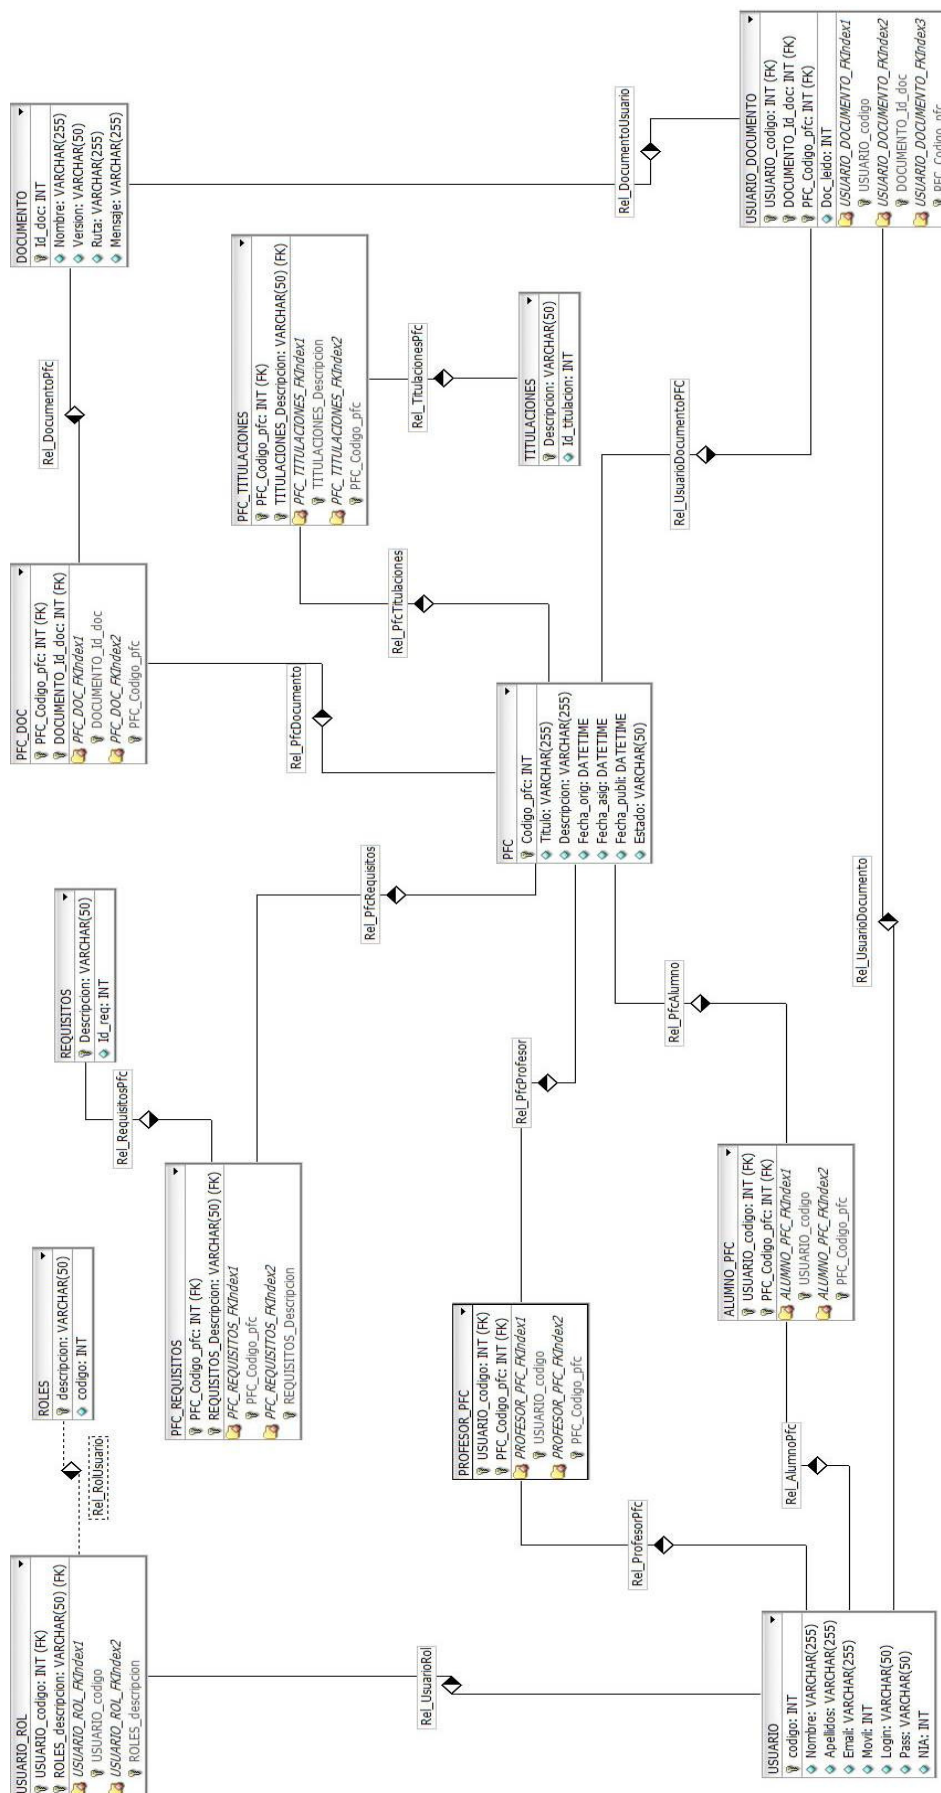 USUARIO_ROL
USUARIO_codigo: INT (FK)
ROLES_descripcion: VARCHAR(50) (FK)
USUARIO_ROL_FKIndex1
USUARIO_codigo
USUARIO_ROL_FKIndex2
ROLES_descripcion
Rel_RolUsuario
ROLES
descripcion: VARCHAR(50)
codigo: INT
REQUISITOS
Descripcion: VARCHAR(50)
Id_req: INT
Rel_RequisitosPfc
PFC_REQUISITOS
PFC_Codigo_pfc: INT (FK)
REQUISITOS_Descripcion: VARCHAR(50) (FK)
PFC_REQUISITOS_FKIndex1
PFC_Codigo_pfc
PFC_REQUISITOS_FKIndex2
REQUISITOS_Descripcion
PFC_DOC
PFC_Codigo_pfc: INT (FK)
DOCUMENTO_Id_doc: INT (FK)
PFC_DOC_FKIndex1
DOCUMENTO_Id_doc
PFC_DOC_FKIndex2
PFC_Codigo_pfc
Rel_DocumentoPfc
DOCUMENTO
Id_doc: INT
Nombre: VARCHAR(255)
Version: VARCHAR(50)
Ruta: VARCHAR(255)
Mensaje: VARCHAR(255)
Rel_PfcDocumento
PFC_TITULACIONES
PFC_Codigo_pfc: INT (FK)
TITULACIONES_Descripcion: VARCHAR(50) (FK)
PFC_TITULACIONES_FKIndex1
TITULACIONES_Descripcion
PFC_TITULACIONES_FKIndex2
PFC_Codigo_pfc
Rel_UsuarioRol
Rel_PfcRequisitos
Rel_PfcTitulaciones
Rel_TitulacionesPfc
PROFESOR_PFC
USUARIO_codigo: INT (FK)
PFC_Codigo_pfc: INT (FK)
PROFESOR_PFC_FKIndex1
USUARIO_codigo
PROFESOR_PFC_FKIndex2
PFC_Codigo_pfc
Rel_PfcProfesor
PFC
Codigo_pfc: INT
Titulo: VARCHAR(255)
Descripcion: VARCHAR(255)
Fecha_orig: DATETIME
Fecha_asig: DATETIME
Fecha_publi: DATETIME
Estado: VARCHAR(50)
TITULACIONES
Descripcion: VARCHAR(50)
Id_titulacion: INT
Rel_DocumentoUsuario
Rel_ProfesorPfc
Rel_PfcAlumno
Rel_UsuarioDocumentoPFC
ALUMNO_PFC
USUARIO_codigo: INT (FK)
PFC_Codigo_pfc: INT (FK)
ALUMNO_PFC_FKIndex1
USUARIO_codigo
ALUMNO_PFC_FKIndex2
PFC_Codigo_pfc
Rel_AlumnoPfc
USUARIO
codigo: INT
Nombre: VARCHAR(255)
Apellidos: VARCHAR(255)
Email: VARCHAR(255)
Movil: INT
Login: VARCHAR(50)
Pass: VARCHAR(50)
NIA: INT
Rel_UsuarioDocumento
USUARIO_DOCUMENTO
USUARIO_codigo: INT (FK)
DOCUMENTO_Id_doc: INT (FK)
PFC_Codigo_pfc: INT (FK)
Doc_leido: INT
USUARIO_DOCUMENTO_FKIndex1
USUARIO_codigo
USUARIO_DOCUMENTO_FKIndex2
DOCUMENTO_Id_doc
USUARIO_DOCUMENTO_FKIndex3
PFC_Codigo_pfc